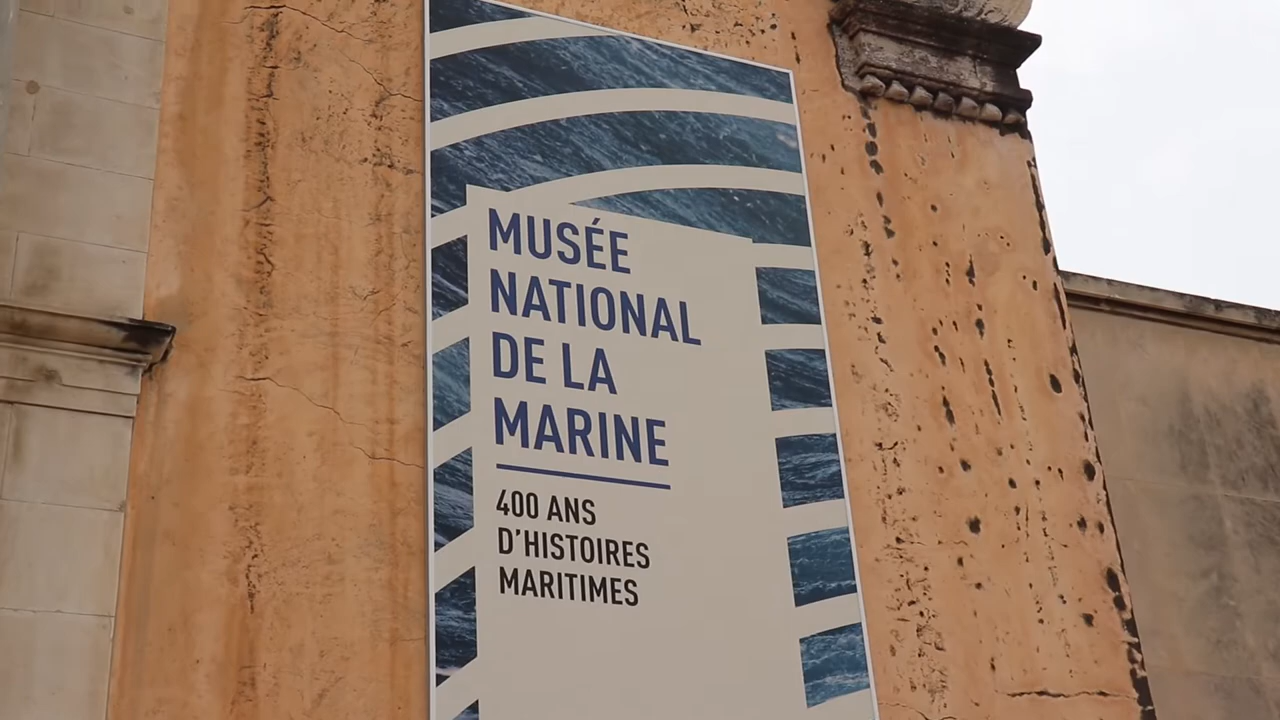 MUSÉE
NATIONAL
DE LA
MARINE
400 ANS
D'HISTOIRES
MARITIMES